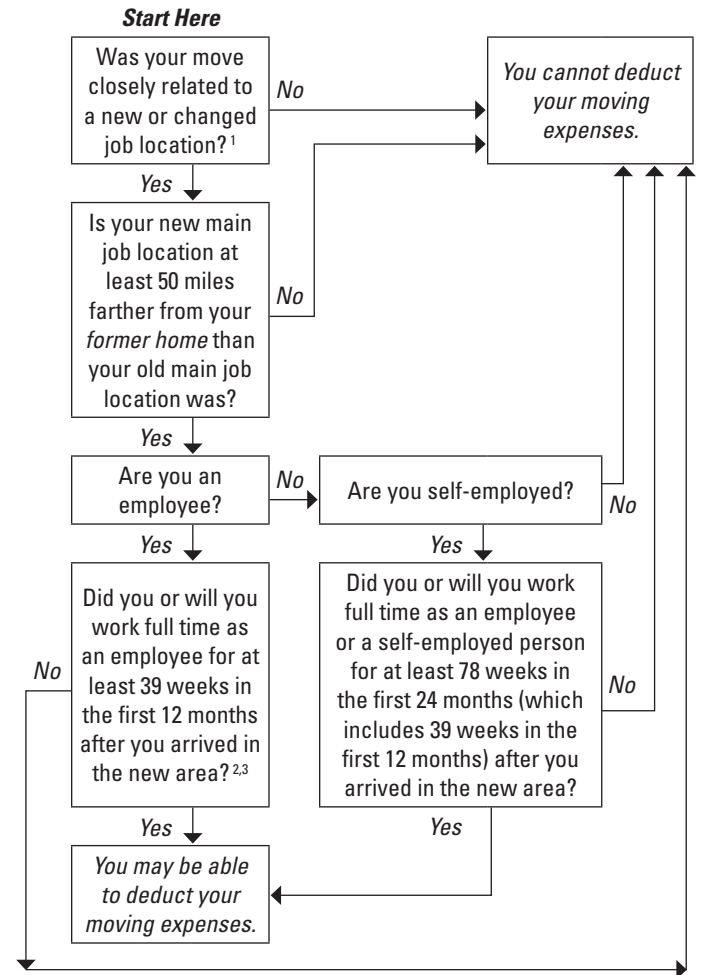 Start Here
Was your move
closely related to
a new or changed
job location? 1
No
You cannot deduct
your moving
expenses.
Yes
Is your new main
job location at
least 50 miles
farther from your
former home than
your old main job
location was?
No
Yes
Are you an
employee?
No
Are you self-employed?
No
Yes
Yes
Did you or will you
work full time as
an employee for at
least 39 weeks in
the first 12 months
after you arrived in
the new area? 2,3
No
Did you or will you work
full time as an employee
or a self-employed person
for at least 78 weeks in
the first 24 months (which
includes 39 weeks in the
first 12 months) after you
arrived in the new area?
No
Yes
Yes
You may be able
to deduct your
moving expenses.